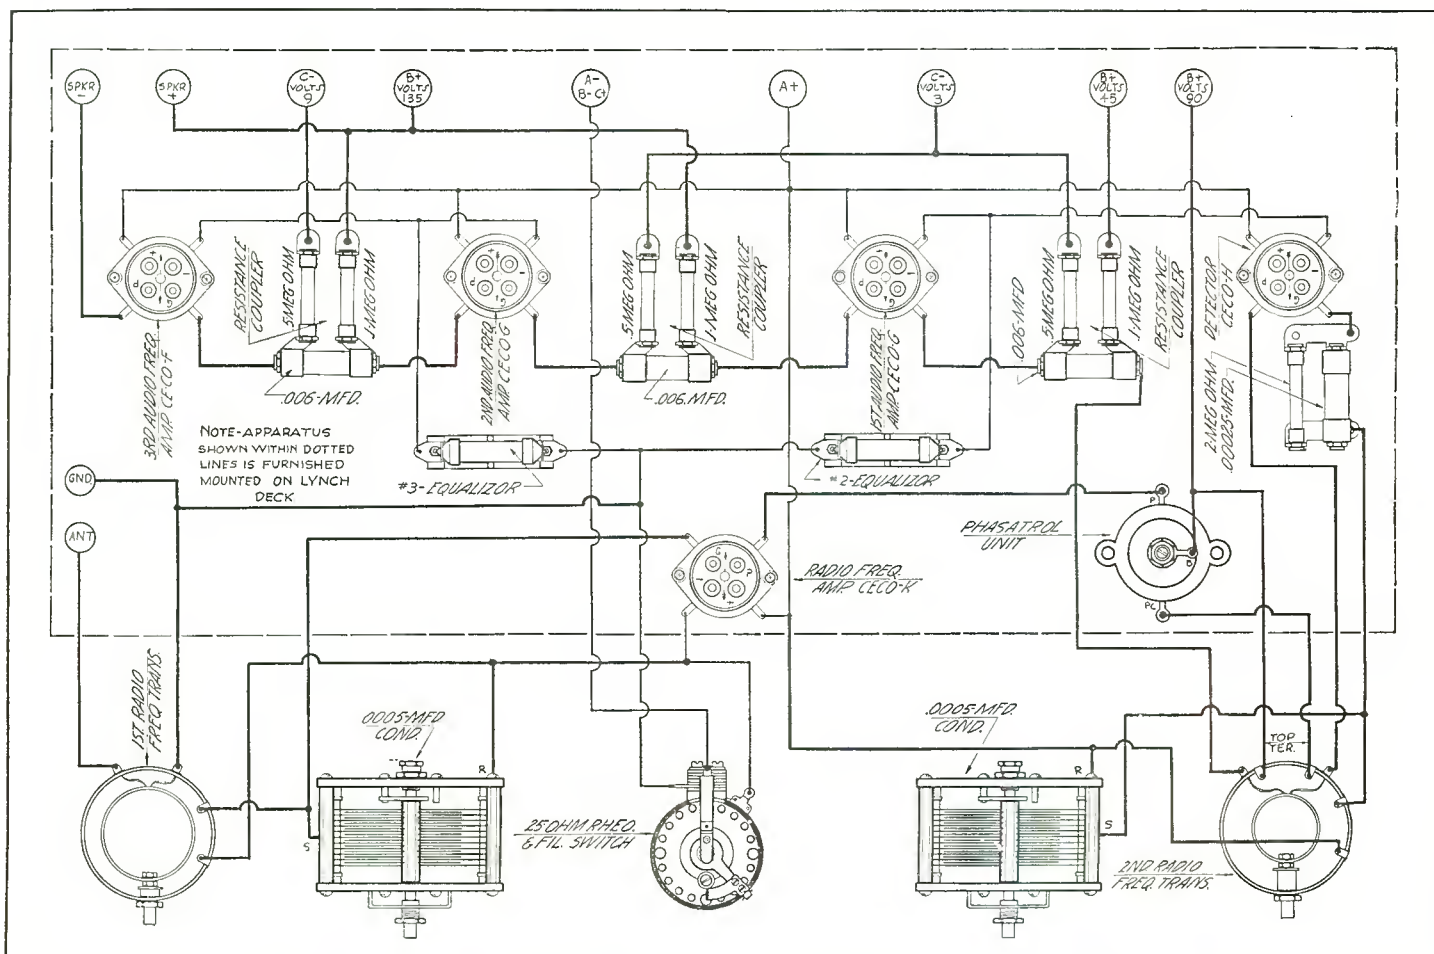 SPKR
-
SPKR
+
C-
VOLTS
9
B+
VOLTS
135
A-
B- C+
A+
C-
VOLTS
3
B+
VOLTS
45
B+
VOLTS
90
3RD AUDIO FREQ.
AMP. CECO-F
RESISTANCE
COUPLER
.5 MEG OHM
.1-MEG OHM
.006-MFD.
2ND AUDIO FREQ.
AMP. CECO G
.5 MEG OHM
.1-MEG OHM
RESISTANCE
COUPLER
.006.MFD.
1ST AUDIO FREQ.
AMP. CECO-G
.006-MFD
.5 MEG OHM
.1-MEG OHM
RESISTANCE
COUPLER
DETECTOR
CECO-H
2-MEG OHM
.00025-MFD.
NOTE-APPARATUS
SHOWN WITHIN DOTTED
LINES IS FURNISHED
MOUNTED ON LYNCH
DECK.
#3-EQUALIZOR
#2-EQUALIZOR
GND.
ANT
PHASATROL
UNIT
P
B
PC
RADIO FREQ.
AMP. CECO-K
1ST RADIO
FREQ TRANS.
.0005-MFD
COND.
R
S
25 OHM RHEO.
& FIL. SWITCH
.0005-MFD.
COND.
R
S
TOP
TER.
2ND. RADIO
FREQ. TRANS.